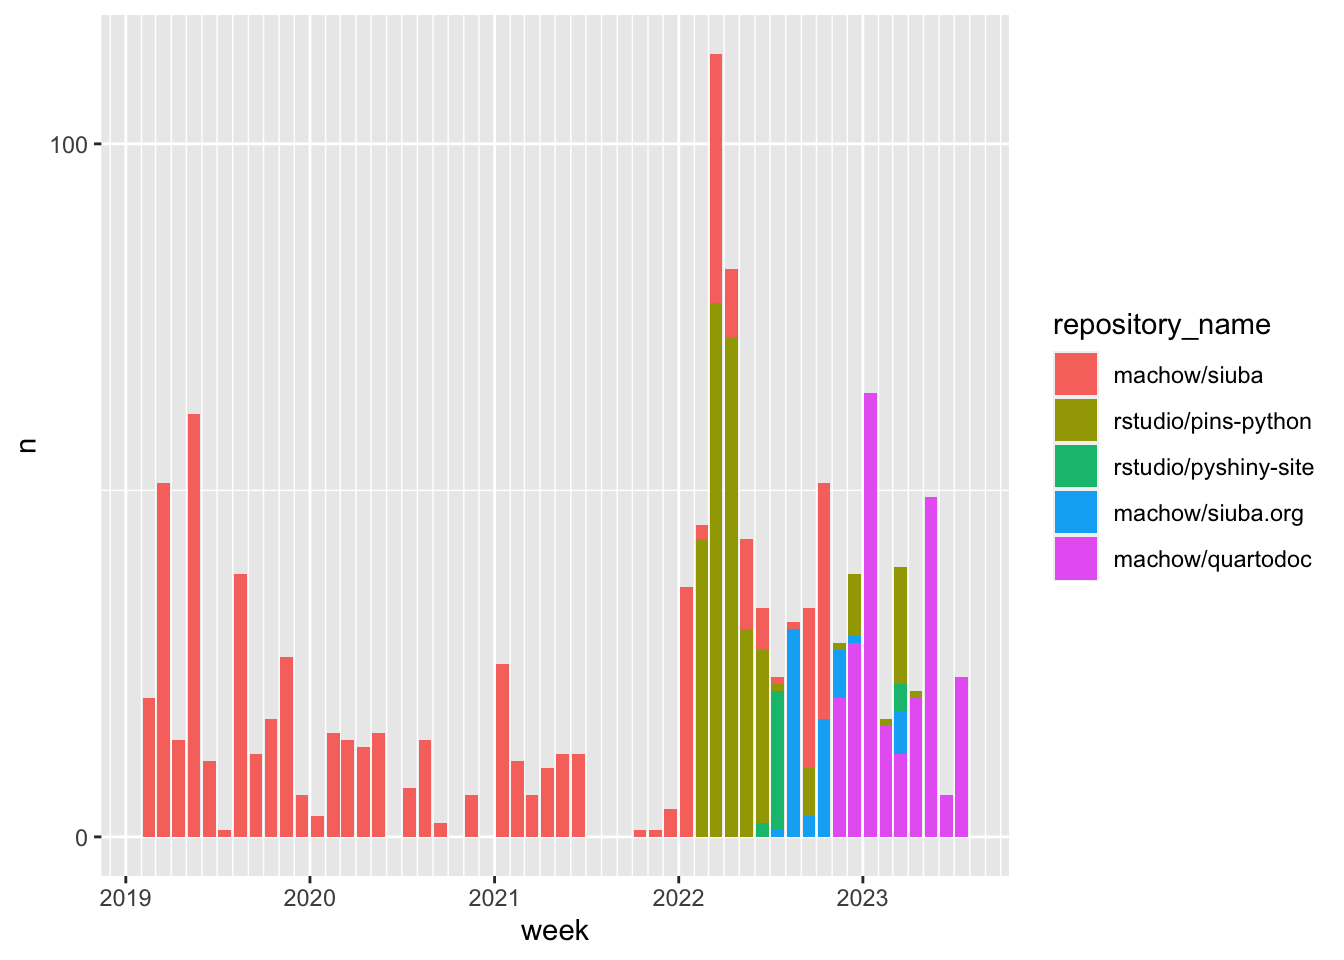 100
0
n
2019 2020 2021 2022 2023
week
repository_name
machow/siuba
rstudio/pins-python
rstudio/pyshiny-site
machow/siuba.org
machow/quartodoc